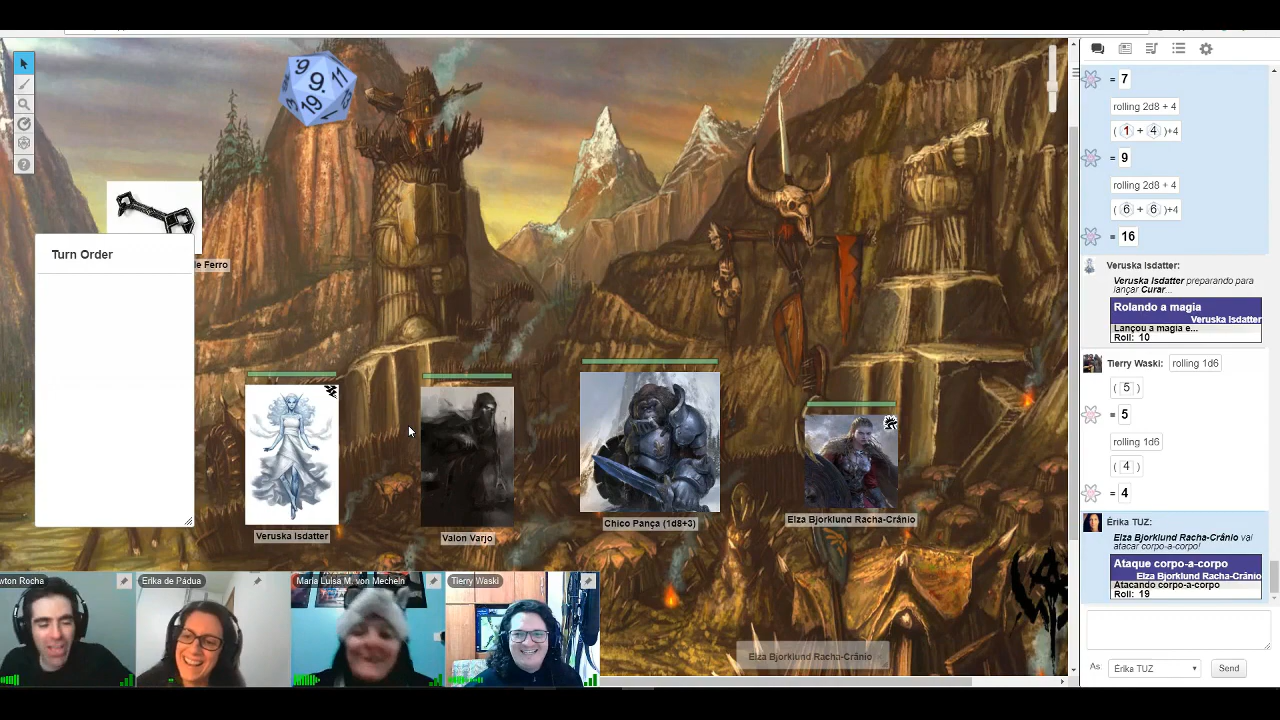 9
11
9.
19
e Ferro
Turn Order
Veruska Isdatter
Valon Varjo
Chico Pança (1d8+3)
Elza Bjorklund Racha-Crânio
wton Rocha
Erika de Pádua
Maria Luisa M. von Mecheln
Tierry Waski
Elza Bjorklund Racha-Crânio
= 7
rolling 2d8 + 4
( 1 + 4 )+4
= 9
rolling 2d8 + 4
( 6 + 6 )+4
= 16
Veruska Isdatter:
Veruska Isdatter preparando para
lançar Curar...
Rolando a magia
Veruska Isdatter
Lançou a magia e...
Roll: 10
Tierry Waski: rolling 1d6
( 5 )
= 5
rolling 1d6
( 4 )
= 4
Érika TUZ:
Elza Bjorklund Racha-Crânio vai
atacar corpo-a-corpo!
Ataque corpo-a-corpo
Elza Bjorklund Racha-Crânio
Atacando corpo-a-corpo
Roll: 19
As: Érika TUZ Send